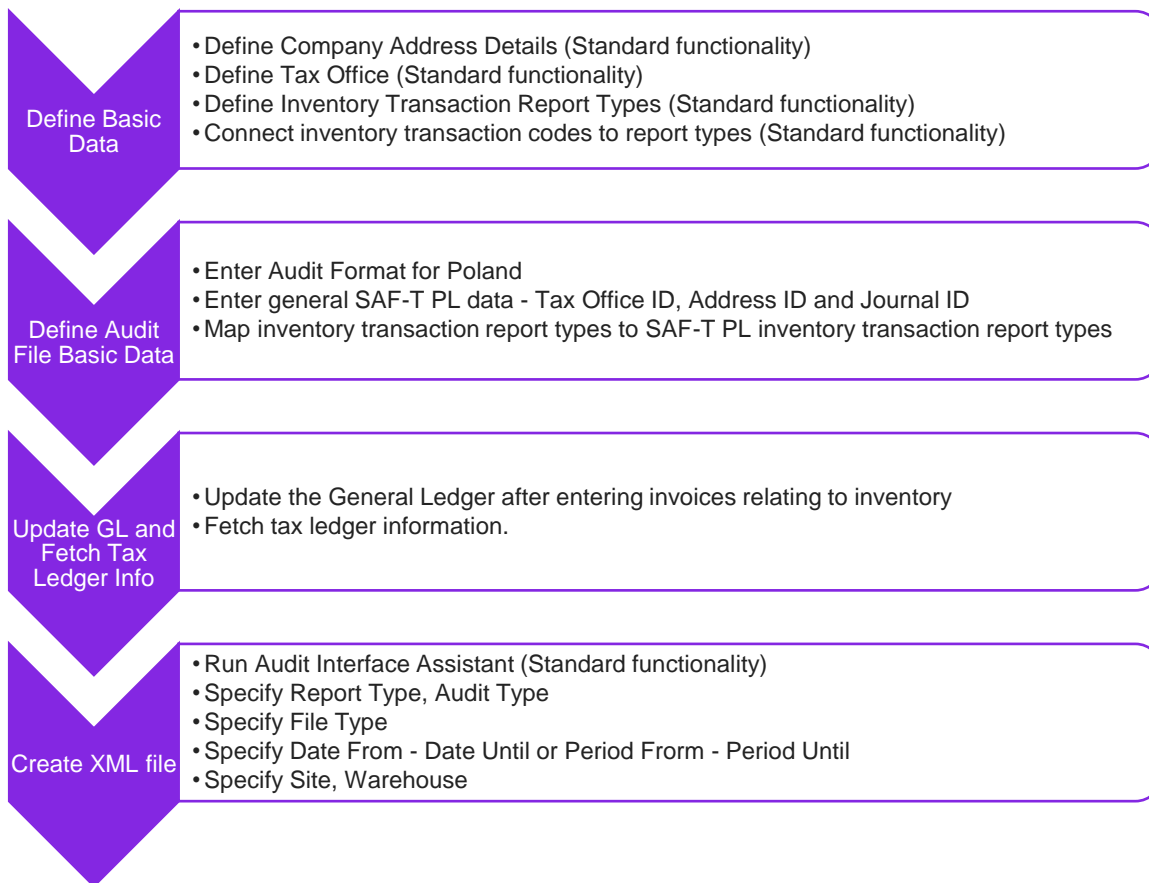 Define Basic
Data
• Define Company Address Details (Standard functionality)
• Define Tax Office (Standard functionality)
• Define Inventory Transaction Report Types (Standard functionality)
• Connect inventory transaction codes to report types (Standard functionality)
Define Audit
File Basic Data
• Enter Audit Format for Poland
• Enter general SAF-T PL data - Tax Office ID, Address ID and Journal ID
• Map inventory transaction report types to SAF-T PL inventory transaction report types
Update GL and
Fetch Tax
Ledger Info
• Update the General Ledger after entering invoices relating to inventory
• Fetch tax ledger information.
Create XML file
• Run Audit Interface Assistant (Standard functionality)
• Specify Report Type, Audit Type
• Specify File Type
• Specify Date From - Date Until or Period Frorm - Period Until
• Specify Site, Warehouse